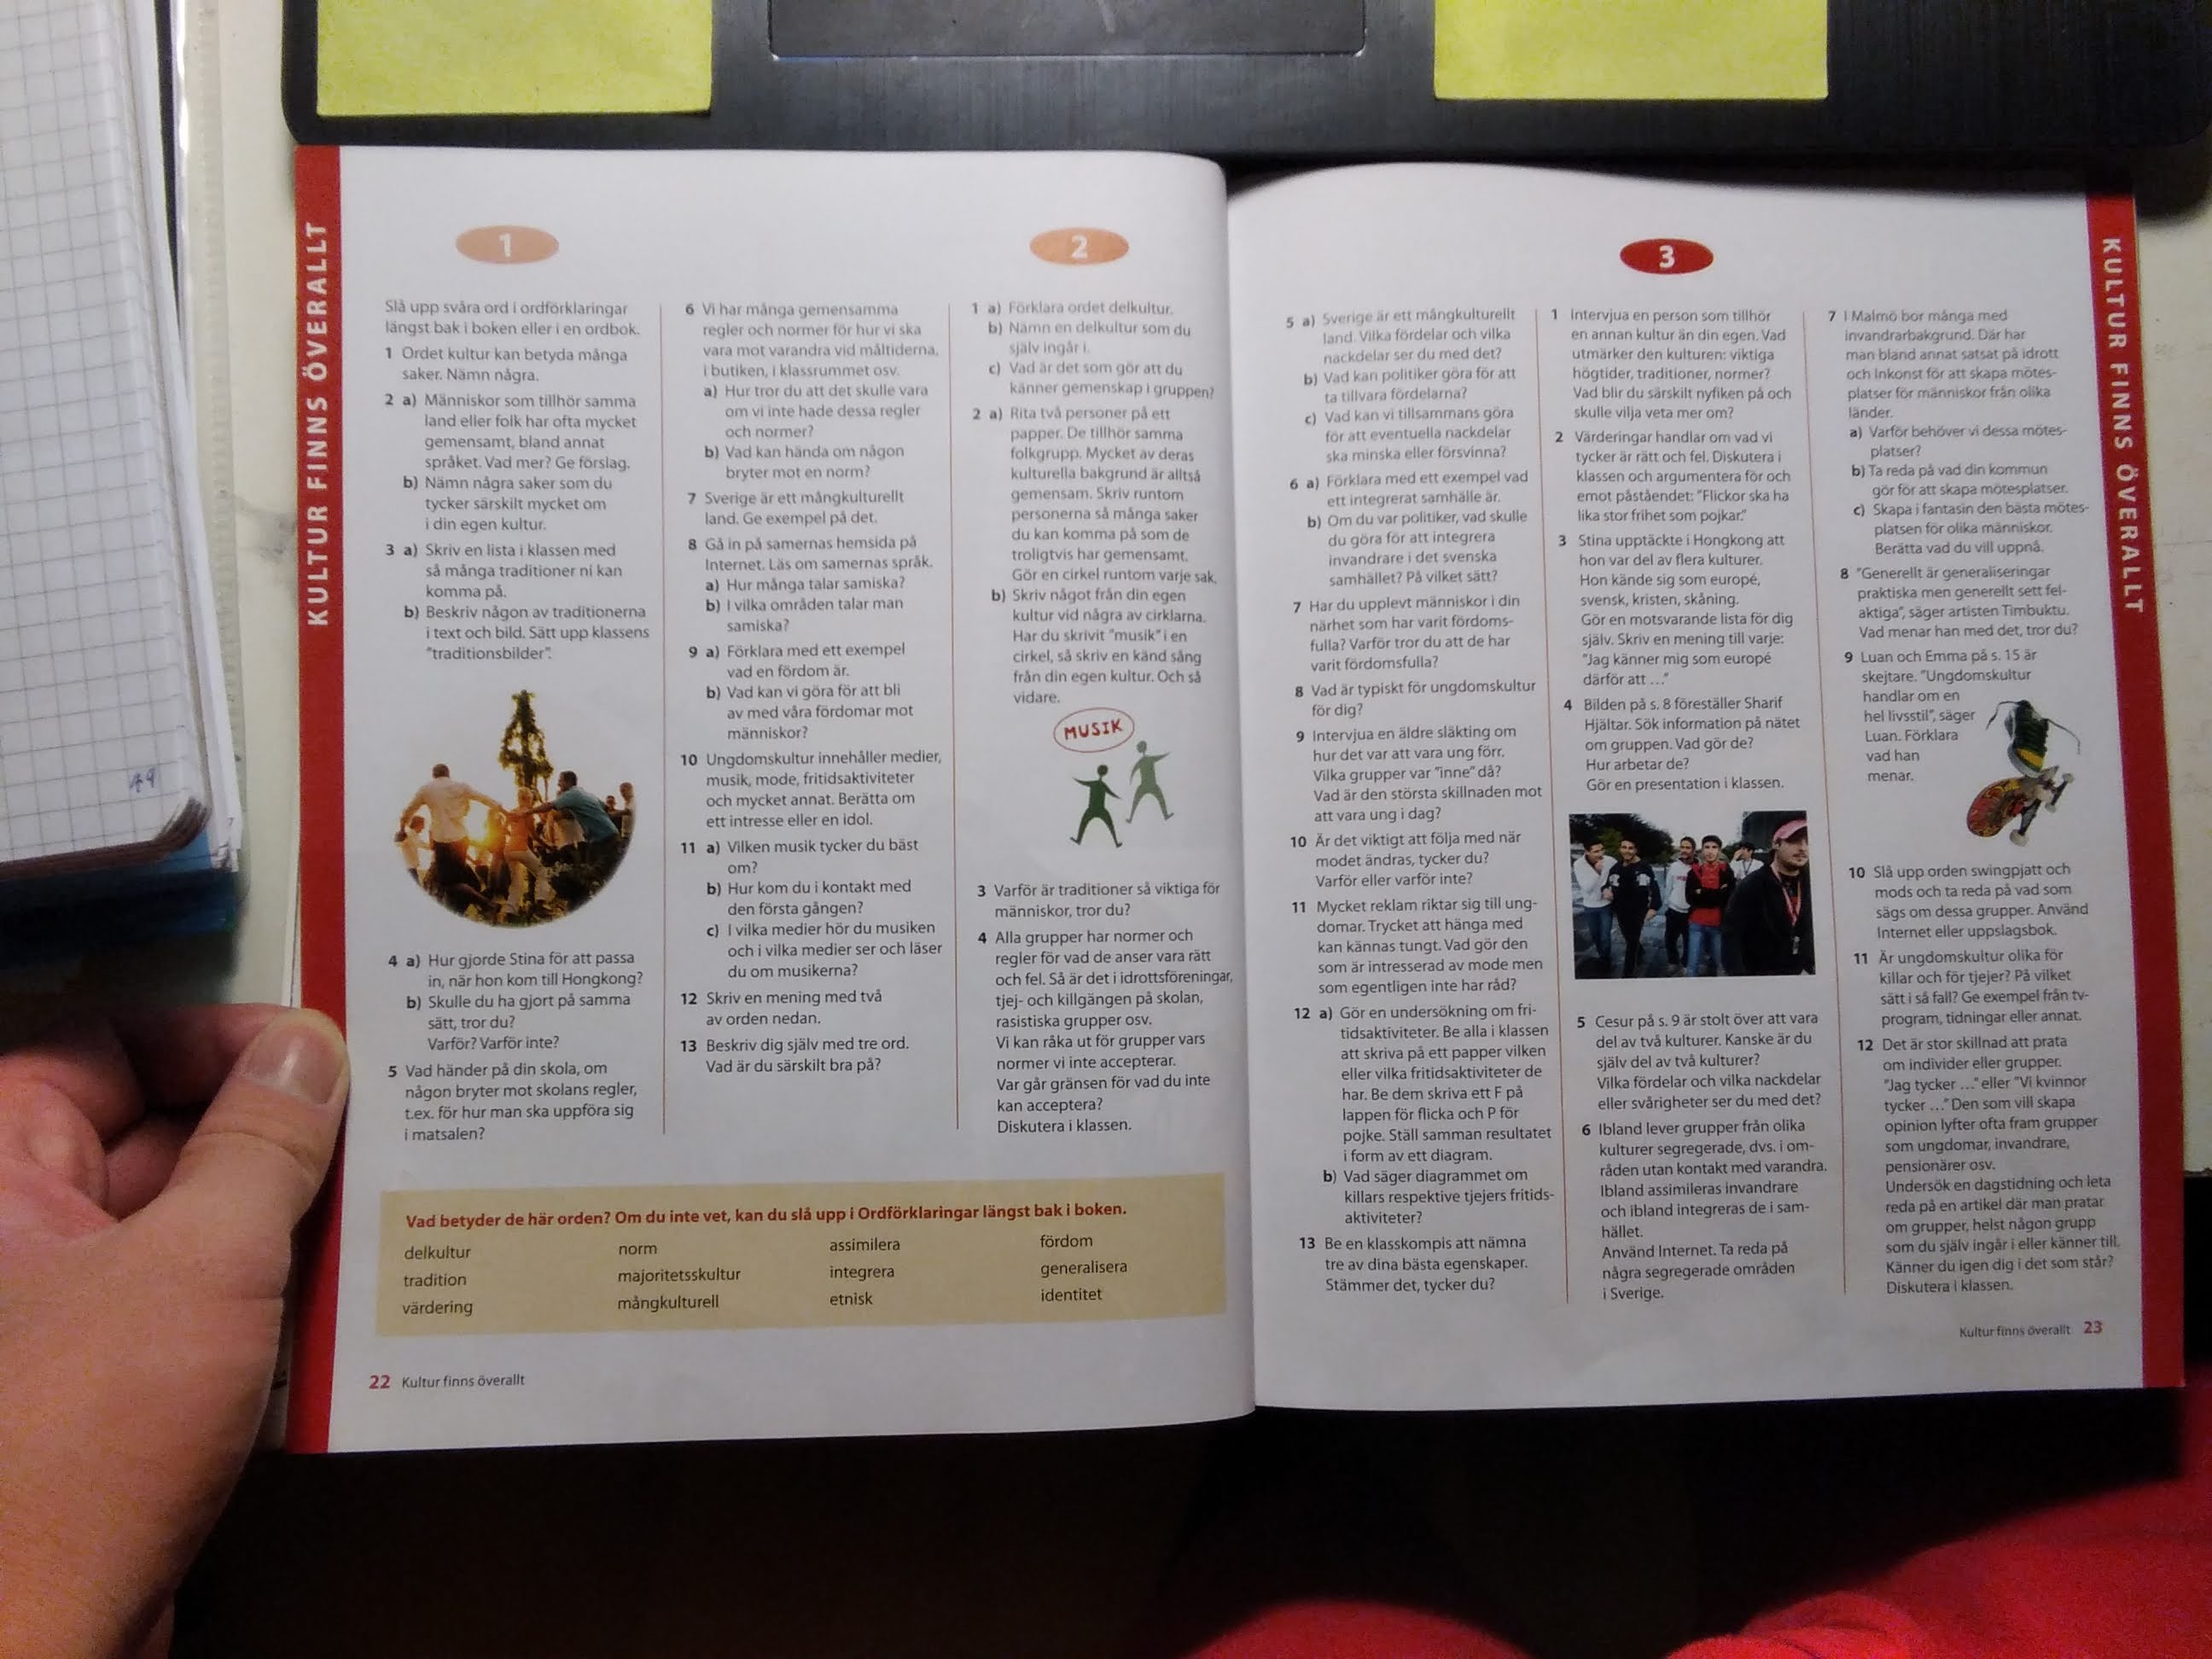 KULTUR FINNS ÖVERALLT
1
Slå upp svåra ord i ordförklaringar
längst bak i boken eller i en ordbok.
1 Ordet kultur kan betyda många
saker. Nämn några.
2 a) Människor som tillhör samma
land eller folk har ofta mycket
gemensamt, bland annat
språket. Vad mer? Ge förslag.
b) Nämn några saker som du
tycker särskilt mycket om
i din egen kultur.
3 a) Skriv en lista i klassen med
så många traditioner ni kan
komma på.
b) Beskriv någon av traditionerna
i text och bild. Sätt upp klassens
"traditionsbilder".
4 a) Hur gjorde Stina för att passa
in, när hon kom till Hongkong?
b) Skulle du ha gjort på samma
sätt, tror du?
Varför? Varför inte?
5 Vad händer på din skola, om
någon bryter mot skolans regler,
t.ex. för hur man ska uppföra sig
i matsalen?
6 Vi har många gemensamma
regler och normer för hur vi ska
vara mot varandra vid måltiderna,
i butiken, i klassrummet osv.
a) Hur tror du att det skulle vara
om vi inte hade dessa regler
och normer?
b) Vad kan hända om någon
bryter mot en norm?
7 Sverige är ett mångkulturellt
land. Ge exempel på det.
8 Gå in på samernas hemsida på
Internet. Läs om samernas språk.
a) Hur många talar samiska?
b) I vilka områden talar man
samiska?
9 a) Förklara med ett exempel
vad en fördom är.
b) Vad kan vi göra för att bli
av med våra fördomar mot
människor?
10 Ungdomskultur innehåller medier,
musik, mode, fritidsaktiviteter
och mycket annat. Berätta om
ett intresse eller en idol.
11 a) Vilken musik tycker du bäst
om?
b) Hur kom du i kontakt med
den första gången?
c) I vilka medier hör du musiken
och i vilka medier ser och läser
du om musikerna?
12 Skriv en mening med två
av orden nedan.
13 Beskriv dig själv med tre ord.
Vad är du särskilt bra på?
2
1 a) Förklara ordet delkultur.
b) Nämn en delkultur som du
själv ingår i.
c) Vad är det som gör att du
känner gemenskap i gruppen?
2 a) Rita två personer på ett
papper. De tillhör samma
folkgrupp. Mycket av deras
kulturella bakgrund är alltså
gemensam. Skriv runtom
personerna så många saker
du kan komma på som de
troligtvis har gemensamt.
Gör en cirkel runtom varje sak.
b) Skriv något från din egen
kultur vid några av cirklarna.
Har du skrivit "musik" i en
cirkel, så skriv en känd sång
från din egen kultur. Och så
vidare.
MUSIK
3 Varför är traditioner så viktiga för
människor, tror du?
4 Alla grupper har normer och
regler för vad de anser vara rätt
och fel. Så är det i idrottsföreningar,
tjej- och killgängen på skolan,
rasistiska grupper osv.
Vi kan råka ut för grupper vars
normer vi inte accepterar.
Var går gränsen för vad du inte
kan acceptera?
Diskutera i klassen.
Vad betyder de här orden? Om du inte vet, kan du slå upp i Ordförklaringar längst bak i boken.
delkultur norm assimilera fördom
tradition majoritetsskultur integrera generalisera
värdering mångkulturell etnisk identitet
22 Kultur finns överallt
5 a) Sverige är ett mångkulturellt
land. Vilka fördelar och vilka
nackdelar ser du med det?
b) Vad kan politiker göra för att
ta tillvara fördelarna?
c) Vad kan vi tillsammans göra
för att eventuella nackdelar
ska minska eller försvinna?
6 a) Förklara med ett exempel vad
ett integrerat samhälle är.
b) Om du var politiker, vad skulle
du göra för att integrera
invandrare i det svenska
samhället? På vilket sätt?
7 Har du upplevt människor i din
närhet som har varit fördoms-
fulla? Varför tror du att de har
varit fördomsfulla?
8 Vad är typiskt för ungdomskultur
för dig?
9 Intervjua en äldre släkting om
hur det var att vara ung förr.
Vilka grupper var "inne" då?
Vad är den största skillnaden mot
att vara ung i dag?
10 Är det viktigt att följa med när
modet ändras, tycker du?
Varför eller varför inte?
11 Mycket reklam riktar sig till ung-
domar. Trycket att hänga med
kan kännas tungt. Vad gör den
som är intresserad av mode men
som egentligen inte har råd?
12 a) Gör en undersökning om fri-
tidsaktiviteter. Be alla i klassen
att skriva på ett papper vilken
eller vilka fritidsaktiviteter de
har. Be dem skriva ett F på
lappen för flicka och P för
pojke. Ställ samman resultatet
i form av ett diagram.
b) Vad säger diagrammet om
killars respektive tjejers fritids-
aktiviteter?
13 Be en klasskompis att nämna
tre av dina bästa egenskaper.
Stämmer det, tycker du?
3
1 Intervjua en person som tillhör
en annan kultur än din egen. Vad
utmärker den kulturen: viktiga
högtider, traditioner, normer?
Vad blir du särskilt nyfiken på och
skulle vilja veta mer om?
2 Värderingar handlar om vad vi
tycker är rätt och fel. Diskutera i
klassen och argumentera för och
emot påståendet: "Flickor ska ha
lika stor frihet som pojkar."
3 Stina upptäckte i Hongkong att
hon var del av flera kulturer.
Hon kände sig som europé,
svensk, kristen, skåning.
Gör en motsvarande lista för dig
själv. Skriv en mening till varje:
"Jag känner mig som europé
därför att ..."
4 Bilden på s. 8 föreställer Sharif
Hjältar. Sök information på nätet
om gruppen. Vad gör de?
Hur arbetar de?
Gör en presentation i klassen.
5 Cesur på s. 9 är stolt över att vara
del av två kulturer. Kanske är du
själv del av två kulturer?
Vilka fördelar och vilka nackdelar
eller svårigheter ser du med det?
6 Ibland lever grupper från olika
kulturer segregerade, dvs. i om-
råden utan kontakt med varandra.
Ibland assimileras invandrare
och ibland integreras de i sam-
hället.
Använd Internet. Ta reda på
några segregerade områden
i Sverige.
7 I Malmö bor många med
invandrarbakgrund. Där har
man bland annat satsat på idrott
och Inkonst för att skapa mötes-
platser för människor från olika
länder.
a) Varför behöver vi dessa mötes-
platser?
b) Ta reda på vad din kommun
gör för att skapa mötesplatser.
c) Skapa i fantasin den bästa mötes-
platsen för olika människor.
Berätta vad du vill uppnå.
8 "Generellt är generaliseringar
praktiska men generellt sett fel-
aktiga", säger artisten Timbuktu.
Vad menar han med det, tror du?
9 Luan och Emma på s. 15 är
skejtare. "Ungdomskultur
handlar om en
hel livsstil", säger
Luan. Förklara
vad han
menar.
10 Slå upp orden swingpjatt och
mods och ta reda på vad som
sägs om dessa grupper. Använd
Internet eller uppslagsbok.
11 Är ungdomskultur olika för
killar och för tjejer? På vilket
sätt i så fall? Ge exempel från tv-
program, tidningar eller annat.
12 Det är stor skillnad att prata
om individer eller grupper.
"Jag tycker ..." eller "Vi kvinnor
tycker ..." Den som vill skapa
opinion lyfter ofta fram grupper
som ungdomar, invandrare,
pensionärer osv.
Undersök en dagstidning och leta
reda på en artikel där man pratar
om grupper, helst någon grupp
som du själv ingår i eller känner till.
Känner du igen dig i det som står?
Diskutera i klassen.
Kultur finns överallt 23
KULTUR FINNS ÖVERALLT